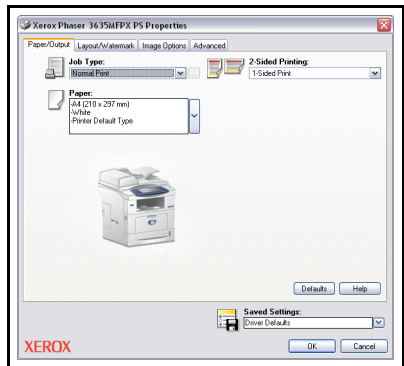 Xerox Phaser 3635MFPX PS Properties
Paper/Output Layout/Watermark Image Options Advanced
Job Type:
Normal Print
2-Sided Printing:
1-Sided Print
Paper:
-A4 (210 x 297 mm)
-White
-Printer Default Type
Defaults Help
Saved Settings:
Driver Defaults
XEROX
OK Cancel